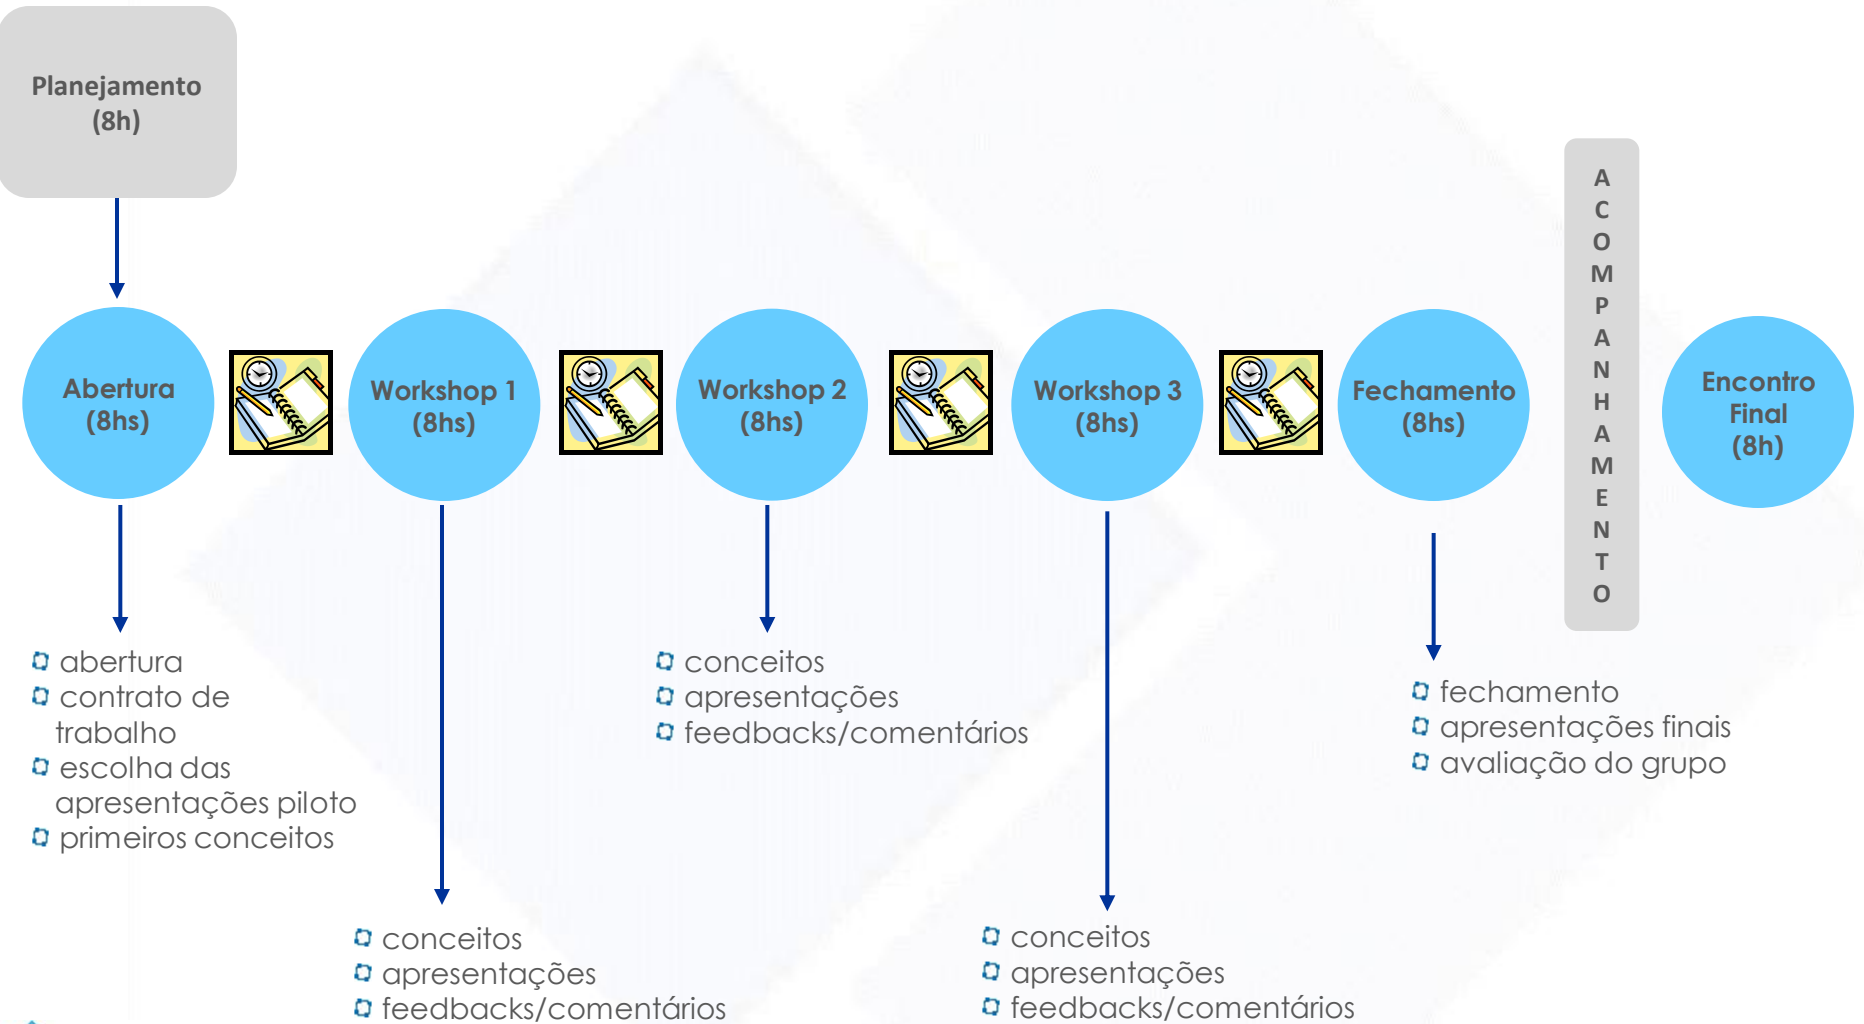 Planejamento
(8h)
Abertura
(8hs)
Workshop 1
(8hs)
Workshop 2
(8hs)
Workshop 3
(8hs)
Fechamento
(8hs)
A
C
O
M
P
A
N
H
A
M
E
N
T
O
Encontro
Final
(8h)
abertura
contrato de
trabalho
escolha das
apresentações piloto
primeiros conceitos
conceitos
apresentações
feedbacks/comentários
conceitos
apresentações
feedbacks/comentários
conceitos
apresentações
feedbacks/comentários
fechamento
apresentações finais
avaliação do grupo